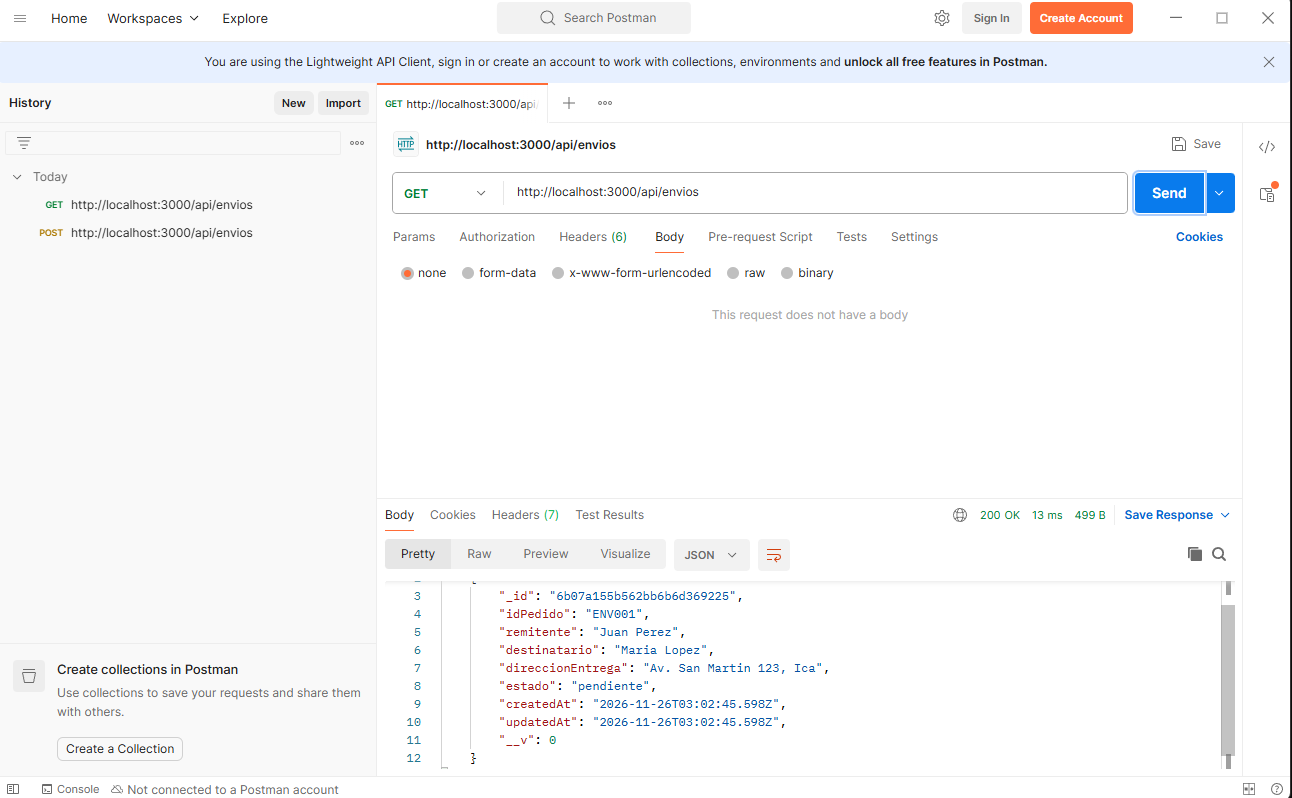 Home Workspaces Explore Search Postman Sign In Create Account
You are using the Lightweight API Client, sign in or create an account to work with collections, environments and unlock all free features in Postman.
History New Import
GET http://localhost:3000/api
HTTP http://localhost:3000/api/envios Save </>
Today
GET http://localhost:3000/api/envios
POST http://localhost:3000/api/envios
GET http://localhost:3000/api/envios Send
Params Authorization Headers (6) Body Pre-request Script Tests Settings Cookies
none form-data x-www-form-urlencoded raw binary
This request does not have a body
Body Cookies Headers (7) Test Results 200 OK 13 ms 499 B Save Response
Pretty Raw Preview Visualize JSON
3 "_id": "6b07a155b562bb6b6d369225",
4 "idPedido": "ENV001",
5 "remitente": "Juan Perez",
6 "destinatario": "Maria Lopez",
7 "direccionEntrega": "Av. San Martin 123, Ica",
8 "estado": "pendiente",
9 "createdAt": "2026-11-26T03:02:45.598Z",
10 "updatedAt": "2026-11-26T03:02:45.598Z",
11 "__v": 0
12 }
Create collections in Postman
Use collections to save your requests and share them
with others.
Create a Collection
Console Not connected to a Postman account